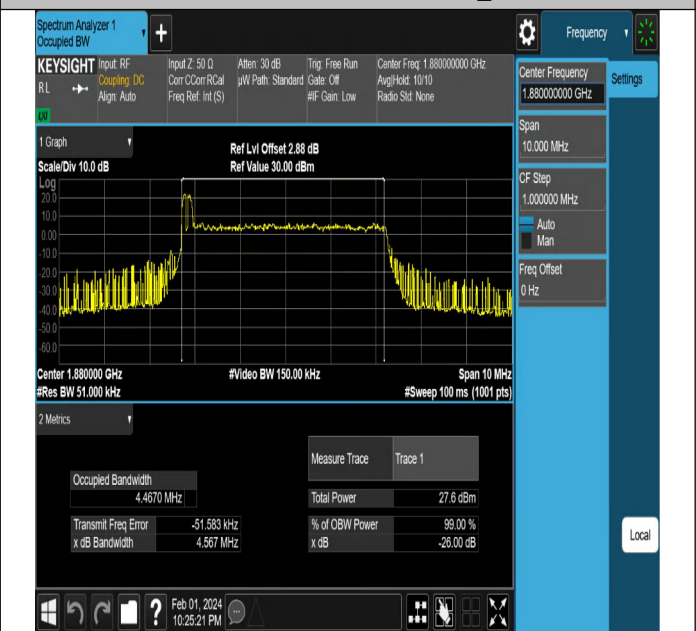 Spectrum Analyzer 1
Occupied BW
+
Frequency
KEYSIGHT
RL
LXI
Input: RF
Coupling: DC
Align: Auto
Input Z: 50 Ω
Corr CCorr RCal
Freq Ref: Int (S)
Atten: 30 dB
µW Path: Standard
Trig: Free Run
Gate: Off
#IF Gain: Low
Center Freq: 1.880000000 GHz
Avg|Hold: 10/10
Radio Std: None
Center Frequency
1.880000000 GHz
Settings
Span
10.000 MHz
CF Step
1.000000 MHz
Auto
Man
Freq Offset
0 Hz
1 Graph
Scale/Div 10.0 dB
Ref Lvl Offset 2.88 dB
Ref Value 30.00 dBm
Log
20.0
10.0
0.00
-10.0
-20.0
-30.0
-40.0
-50.0
-60.0
Center 1.880000 GHz
#Video BW 150.00 kHz
Span 10 MHz
#Res BW 51.000 kHz
#Sweep 100 ms (1001 pts)
2 Metrics
Measure Trace Trace 1
Occupied Bandwidth
4.4670 MHz
Total Power 27.6 dBm
Transmit Freq Error -51.583 kHz
% of OBW Power 99.00 %
x dB Bandwidth 4.567 MHz
x dB -26.00 dB
Local
?
Feb 01, 2024
10:25:21 PM